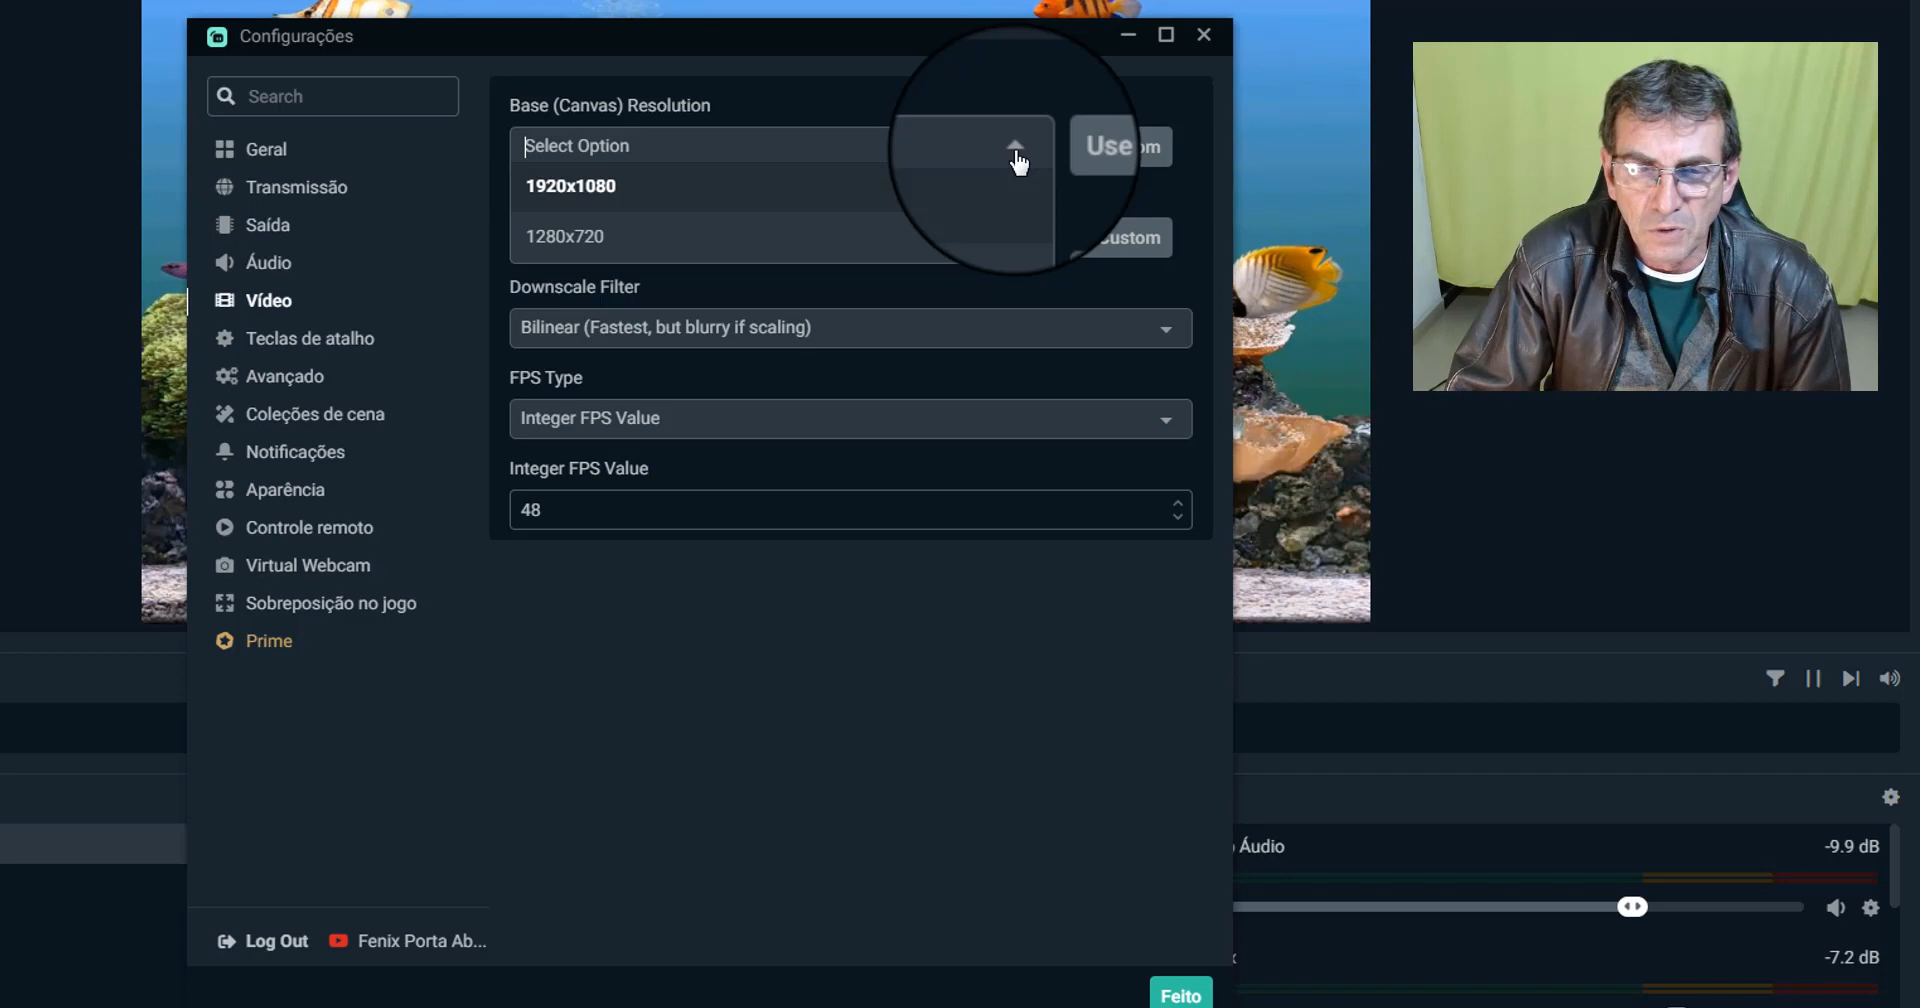 Configurações
Search
Geral
Transmissão
Saída
Áudio
Vídeo
Teclas de atalho
Avançado
Coleções de cena
Notificações
Aparência
Controle remoto
Virtual Webcam
Sobreposição no jogo
Prime
Log Out
Fenix Porta Ab...
Base (Canvas) Resolution
Select Option
Use
om
1920x1080
1280x720
ustom
Downscale Filter
Bilinear (Fastest, but blurry if scaling)
FPS Type
Integer FPS Value
Integer FPS Value
48
Feito
Áudio
-9.9 dB
-7.2 dB